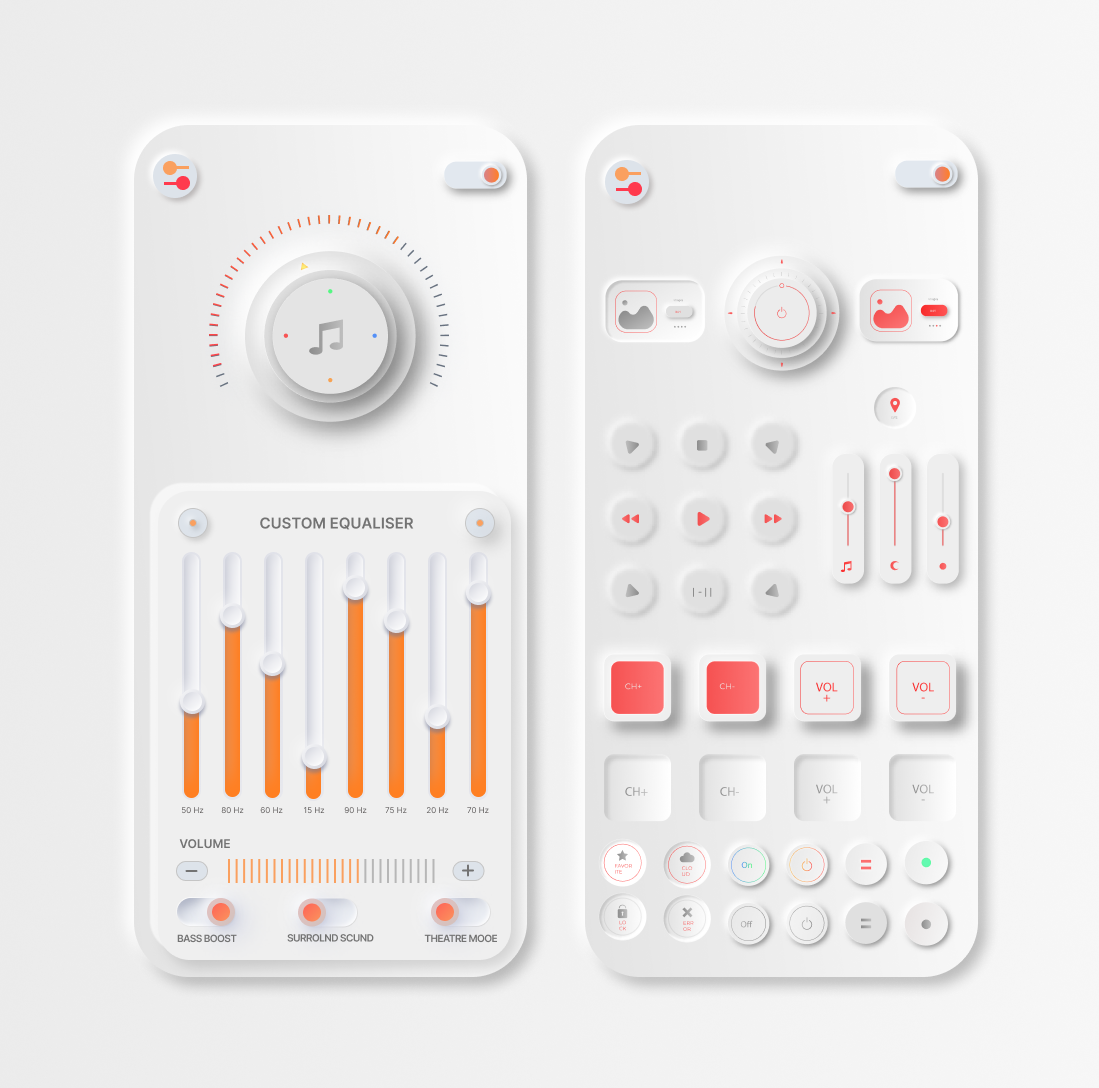 CUSTOM EQUALISER
50 Hz 80 Hz 60 Hz 15 Hz 90 Hz 75 Hz 20 Hz 70 Hz
VOLUME
BASS BOOST SURROLND SCUND THEATRE MOOE
CH+ CH- VOL VOL
+ -
CH+ CH- VOL VOL
+ -
FAVOR
ITE
CLO
UD
On
LO
CK
ERR
OR
Off